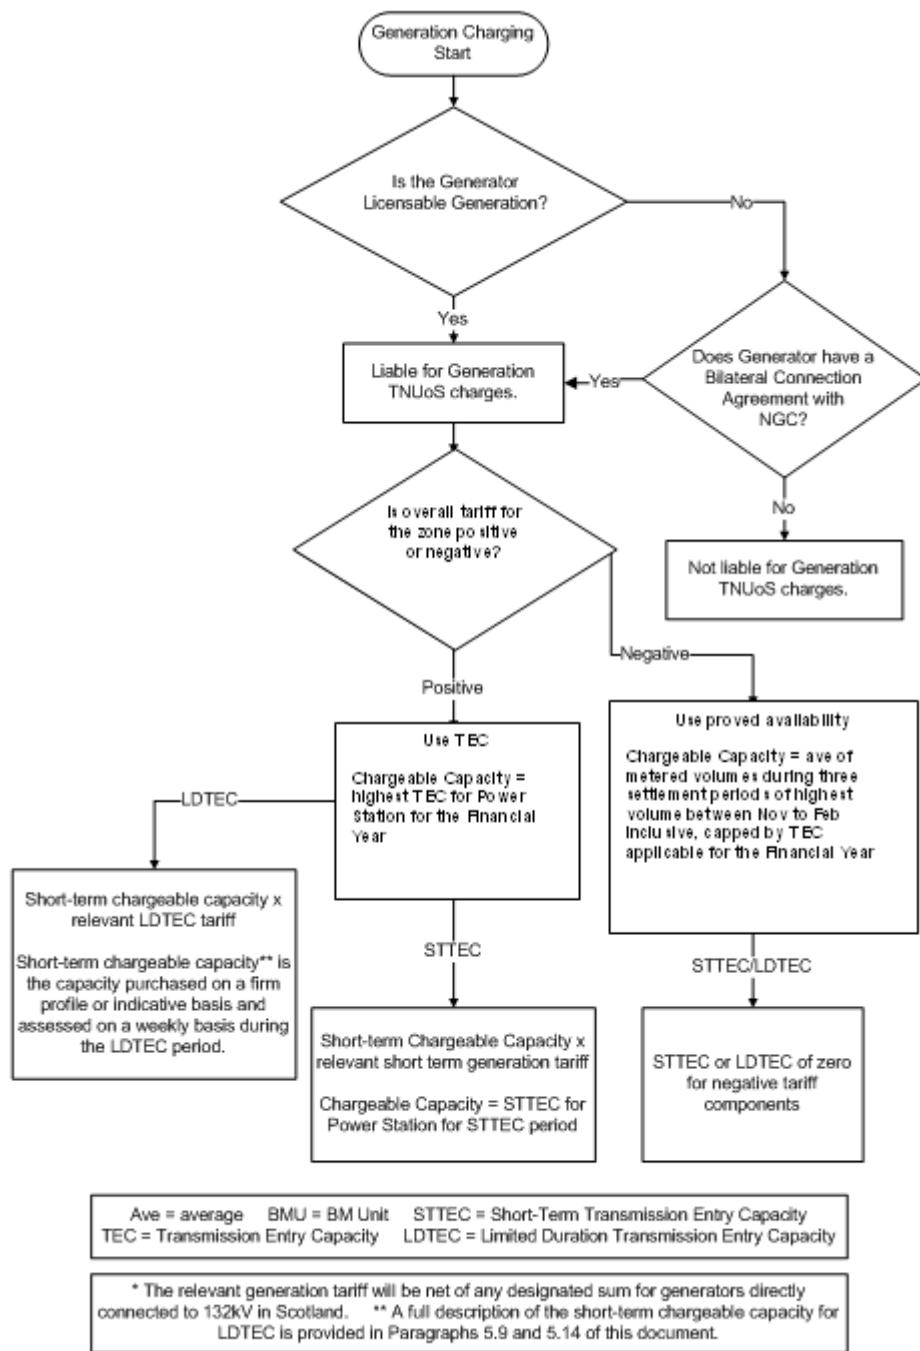 Generation Charging
Start
Is the Generator
Licensable Generation?
No
Yes
Does Generator have a
Bilateral Connection
Agreement with
NGC?
Yes
Liable for Generation
TNUoS charges.
No
Not liable for Generation
TNUoS charges.
Is overall tariff for
the zone positive
or negative?
Negative
Positive
Use TEC
Chargeable Capacity =
highest TEC for Power
Station for the Financial
Year
Use proved availability
Chargeable Capacity = ave of
metered volumes during three
settlement periods of highest
volume between Nov to Feb
inclusive, capped by TEC
applicable for the Financial Year
LDTEC
Short-term chargeable capacity x
relevant LDTEC tariff
Short-term chargeable capacity** is
the capacity purchased on a firm
profile or indicative basis and
assessed on a weekly basis during
the LDTEC period.
STTEC
Short-term Chargeable Capacity x
relevant short term generation tariff
Chargeable Capacity = STTEC for
Power Station for STTEC period
STTEC/LDTEC
STTEC or LDTEC of zero
for negative tariff
components
Ave = average BMU = BM Unit STTEC = Short-Term Transmission Entry Capacity
TEC = Transmission Entry Capacity LDTEC = Limited Duration Transmission Entry Capacity
* The relevant generation tariff will be net of any designated sum for generators directly
connected to 132kV in Scotland. ** A full description of the short-term chargeable capacity for
LDTEC is provided in Paragraphs 5.9 and 5.14 of this document.